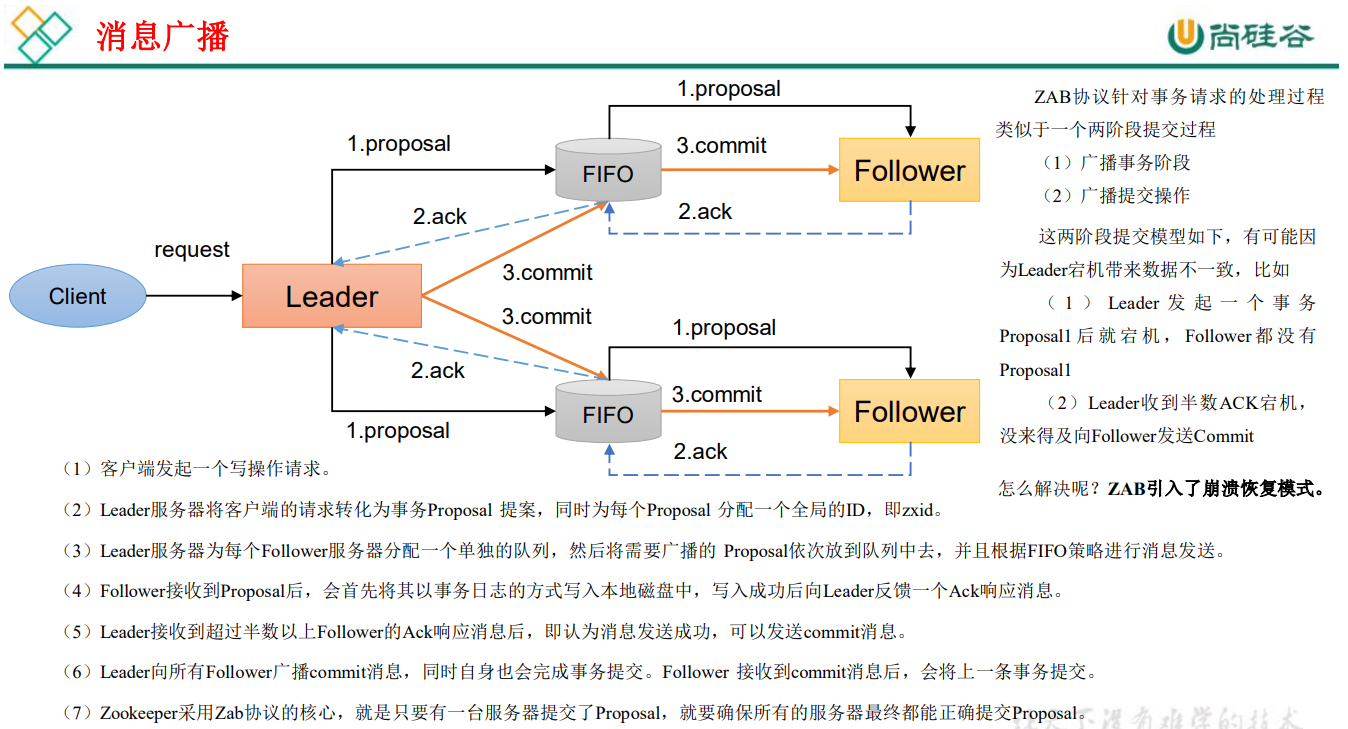 消息广播
尚硅谷
1.proposal
1.proposal
FIFO
3.commit
Follower
2.ack
2.ack
request
3.commit
Client
Leader
3.commit
1.proposal
2.ack
3.commit
FIFO
Follower
1.proposal
2.ack
ZAB协议针对事务请求的处理过程
类似于一个两阶段提交过程
（1）广播事务阶段
（2）广播提交操作
这两阶段提交模型如下，有可能因
为Leader宕机带来数据不一致，比如
（1）Leader发起一个事务
Proposal1后就宕机，Follower都没有
Proposal1
（2）Leader收到半数ACK宕机，
没来得及向Follower发送Commit
怎么解决呢？ZAB引入了崩溃恢复模式。
（1）客户端发起一个写操作请求。
（2）Leader服务器将客户端的请求转化为事务Proposal 提案，同时为每个Proposal 分配一个全局的ID，即zxid。
（3）Leader服务器为每个Follower服务器分配一个单独的队列，然后将需要广播的 Proposal依次放到队列中去，并且根据FIFO策略进行消息发送。
（4）Follower接收到Proposal后，会首先将其以事务日志的方式写入本地磁盘中，写入成功后向Leader反馈一个Ack响应消息。
（5）Leader接收到超过半数以上Follower的Ack响应消息后，即认为消息发送成功，可以发送commit消息。
（6）Leader向所有Follower广播commit消息，同时自身也会完成事务提交。Follower 接收到commit消息后，会将上一条事务提交。
（7）Zookeeper采用Zab协议的核心，就是只要有一台服务器提交了Proposal，就要确保所有的服务器最终都能正确提交Proposal。
天下没有难学的技术